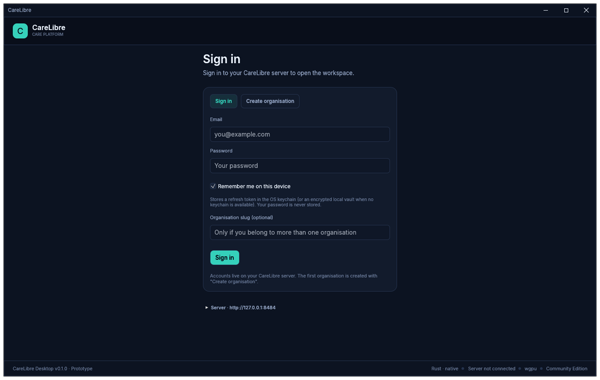 CareLibre
C
CareLibre
CARE PLATFORM
Sign in
Sign in to your CareLibre server to open the workspace.
Sign in
Create organisation
Email
you@example.com
Password
Your password
Remember me on this device
Stores a refresh token in the OS keychain (or an encrypted local vault when no
keychain is available). Your password is never stored.
Organisation slug (optional)
Only if you belong to more than one organisation
Sign in
Accounts live on your CareLibre server. The first organisation is created with
"Create organisation".
Server · http://127.0.0.1:8484
CareLibre Desktop v0.1.0 · Prototype
Rust · native
Server not connected
wgpu
Community Edition